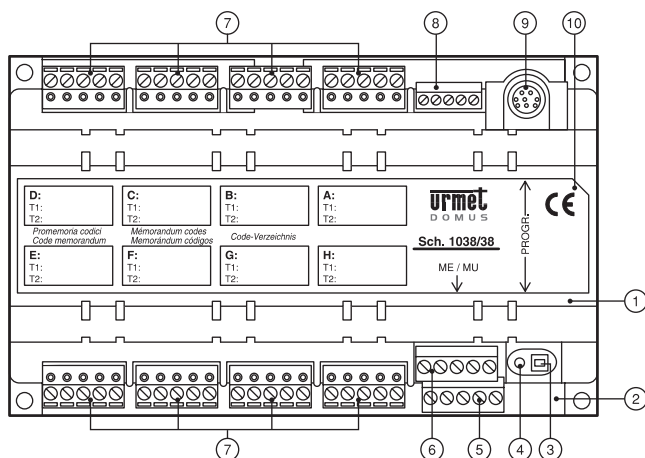 7 8 9 10
D: C: B: A:
T1: T1: T1: T1:
T2: T2: T2: T2:
Promemoria codici Mémorandum codes Code-Verzeichnis
Code memorandum Memorándum códigos
E: F: G: H:
T1: T1: T1: T1:
T2: T2: T2: T2:
urmet
DOMUS
Sch. 1038/38
ME / MU
PROGR.
CE
1
2
7 6 5 4 3